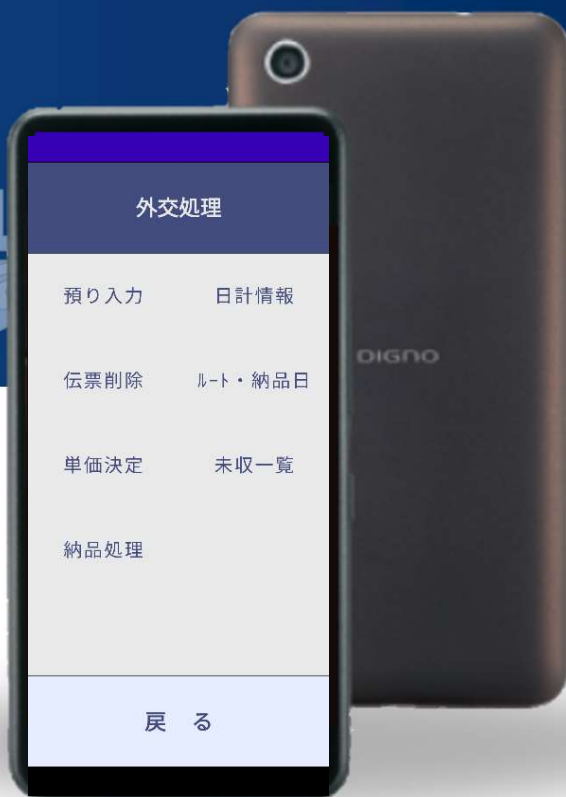 外交処理
預り入力 日計情報
伝票削除 ﾙｰﾄ・納品日
単価決定 未収一覧
納品処理
戻 る
DIGNO